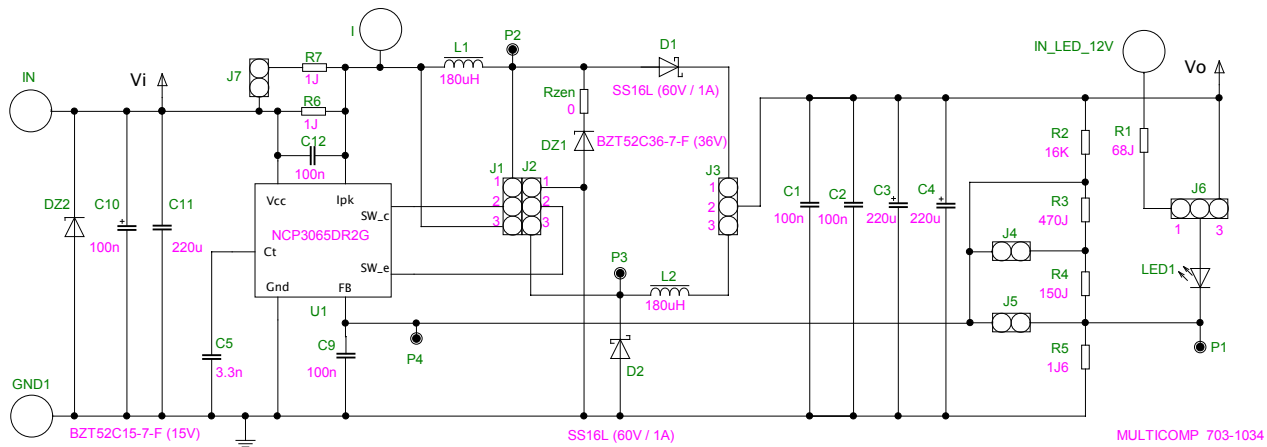 I
L1
P2
D1
IN_LED_12V
IN
Vi
J7
R7
1J
180uH
Vo
Rzen
0
SS16L (60V / 1A)
R6
1J
DZ1
BZT52C36-7-F (36V)
R2
16K
R1
68J
C12
100n
J1
J2
J3
1
2
3
1
2
3
1
2
3
DZ2
C10
100n
C11
220u
Vcc
Ipk
SW_c
NCP3065DR2G
Ct
SW_e
Gnd
FB
U1
C1
100n
C2
100n
C3
+
220u
C4
+
220u
R3
470J
J6
1
3
J4
P3
L2
180uH
R4
150J
LED1
J5
C5
3.3n
C9
100n
P4
D2
R5
1J6
P1
GND1
BZT52C15-7-F (15V)
SS16L (60V / 1A)
MULTICOMP 703-1034